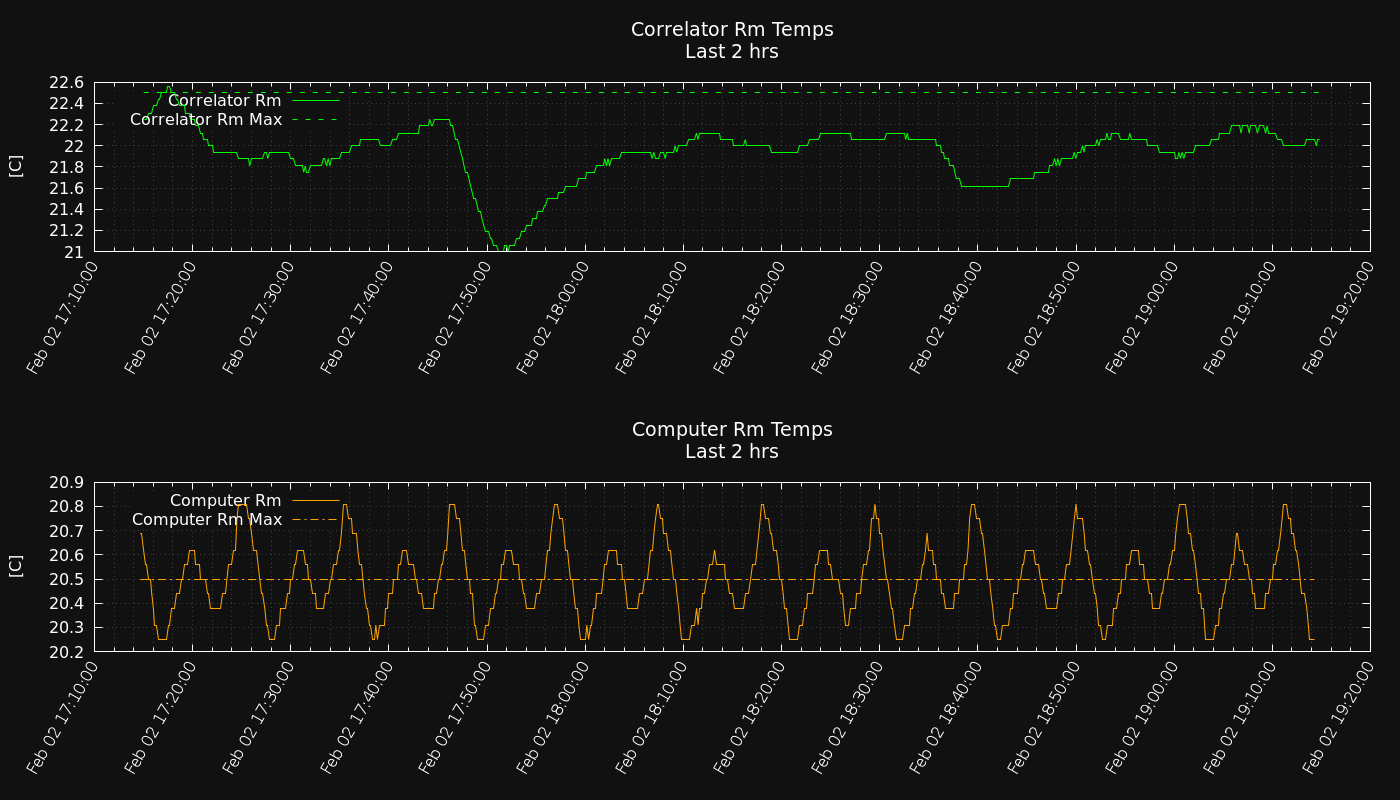 Correlator Rm Temps
Last 2 hrs
22.6
22.4
22.2
22
21.8
21.6
21.4
21.2
21
[C]
Correlator Rm
Correlator Rm Max
Feb 02 17:10:00
Feb 02 17:20:00
Feb 02 17:30:00
Feb 02 17:40:00
Feb 02 17:50:00
Feb 02 18:00:00
Feb 02 18:10:00
Feb 02 18:20:00
Feb 02 18:30:00
Feb 02 18:40:00
Feb 02 18:50:00
Feb 02 19:00:00
Feb 02 19:10:00
Feb 02 19:20:00
Computer Rm Temps
Last 2 hrs
20.9
20.8
20.7
20.6
20.5
20.4
20.3
20.2
[C]
Computer Rm
Computer Rm Max
Feb 02 17:10:00
Feb 02 17:20:00
Feb 02 17:30:00
Feb 02 17:40:00
Feb 02 17:50:00
Feb 02 18:00:00
Feb 02 18:10:00
Feb 02 18:20:00
Feb 02 18:30:00
Feb 02 18:40:00
Feb 02 18:50:00
Feb 02 19:00:00
Feb 02 19:10:00
Feb 02 19:20:00